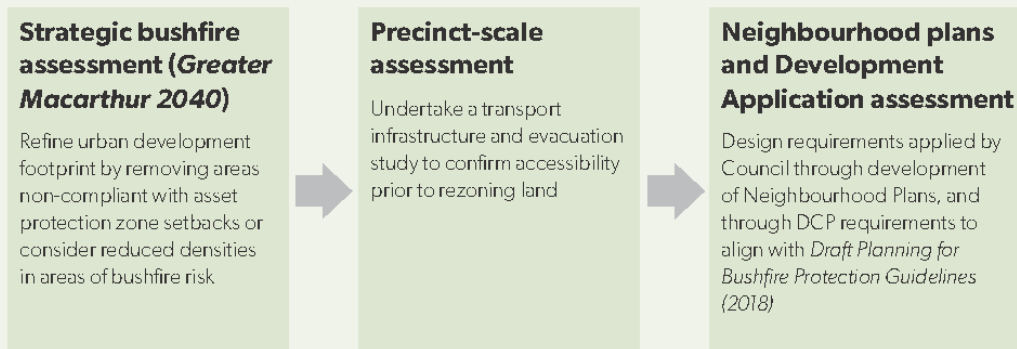 Strategic bushfire
assessment (Greater
Macarthur 2040)
Refine urban development
footprint by removing areas
non-compliant with asset
protection zone setbacks or
consider reduced densities
in areas of bushfire risk
Precinct-scale
assessment
Undertake a transport
infrastructure and evacuation
study to confirm accessibility
prior to rezoning land
Neighbourhood plans
and Development
Application assessment
Design requirements applied by
Council through development
of Neighbourhood Plans, and
through DCP requirements to
align with Draft Planning for
Bushfire Protection Guidelines
(2018)